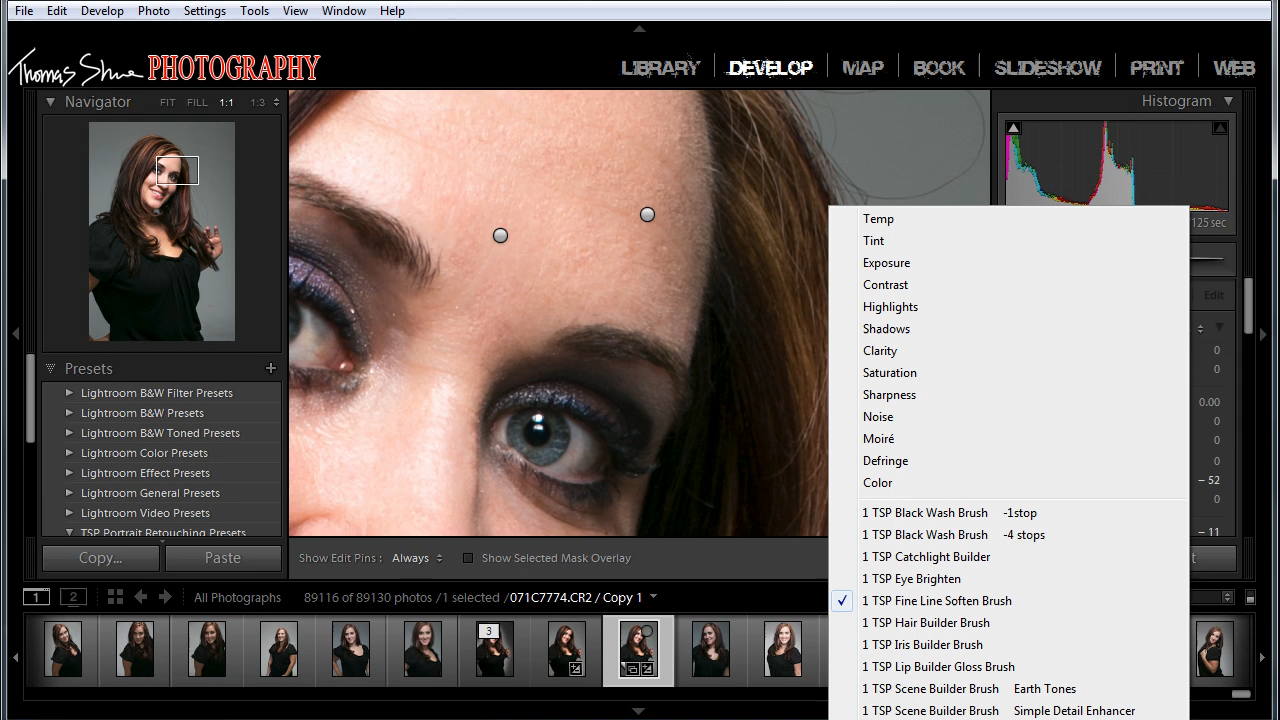 File Edit Develop Photo Settings Tools View Window Help
Thomas Shue PHOTOGRAPHY
LIBRARY DEVELOP MAP BOOK SLIDESHOW PRINT WEB
Navigator FIT FILL 1:1 1:3
Histogram
125 sec
Edit
0
0
0.00
0
0
0
– 52
0
– 11
Temp
Tint
Exposure
Contrast
Highlights
Shadows
Clarity
Saturation
Sharpness
Noise
Moiré
Defringe
Color
1 TSP Black Wash Brush -1stop
1 TSP Black Wash Brush -4 stops
1 TSP Catchlight Builder
1 TSP Eye Brighten
1 TSP Fine Line Soften Brush
1 TSP Hair Builder Brush
1 TSP Iris Builder Brush
1 TSP Lip Builder Gloss Brush
1 TSP Scene Builder Brush Earth Tones
1 TSP Scene Builder Brush Simple Detail Enhancer
Presets
Lightroom B&W Filter Presets
Lightroom B&W Presets
Lightroom B&W Toned Presets
Lightroom Color Presets
Lightroom Effect Presets
Lightroom General Presets
Lightroom Video Presets
TSP Portrait Retouching Presets
Copy... Paste
Show Edit Pins : Always Show Selected Mask Overlay
1 2 All Photographs 89116 of 89130 photos /1 selected /071C7774.CR2 / Copy 1
3